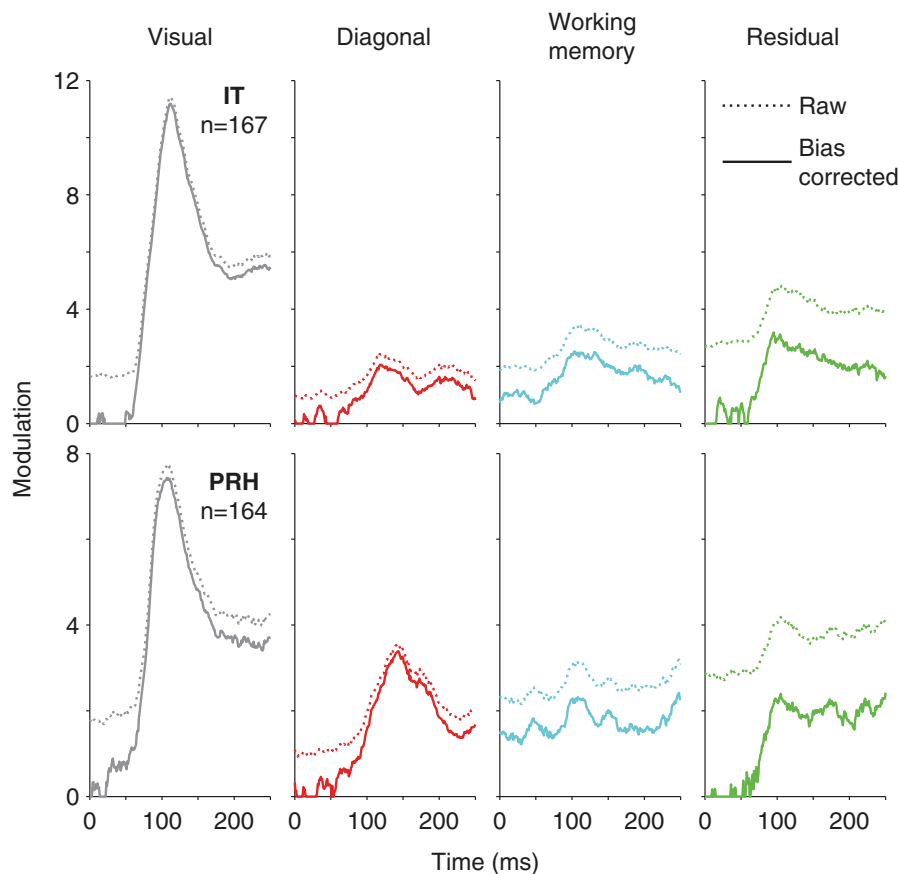 Visual
Diagonal
Working
memory
Residual
12
8
4
0
IT
n=167
Raw
Bias
corrected
Modulation
8
4
0
PRH
n=164
0
100
200
0
100
200
0
100
200
0
100
200
Time (ms)